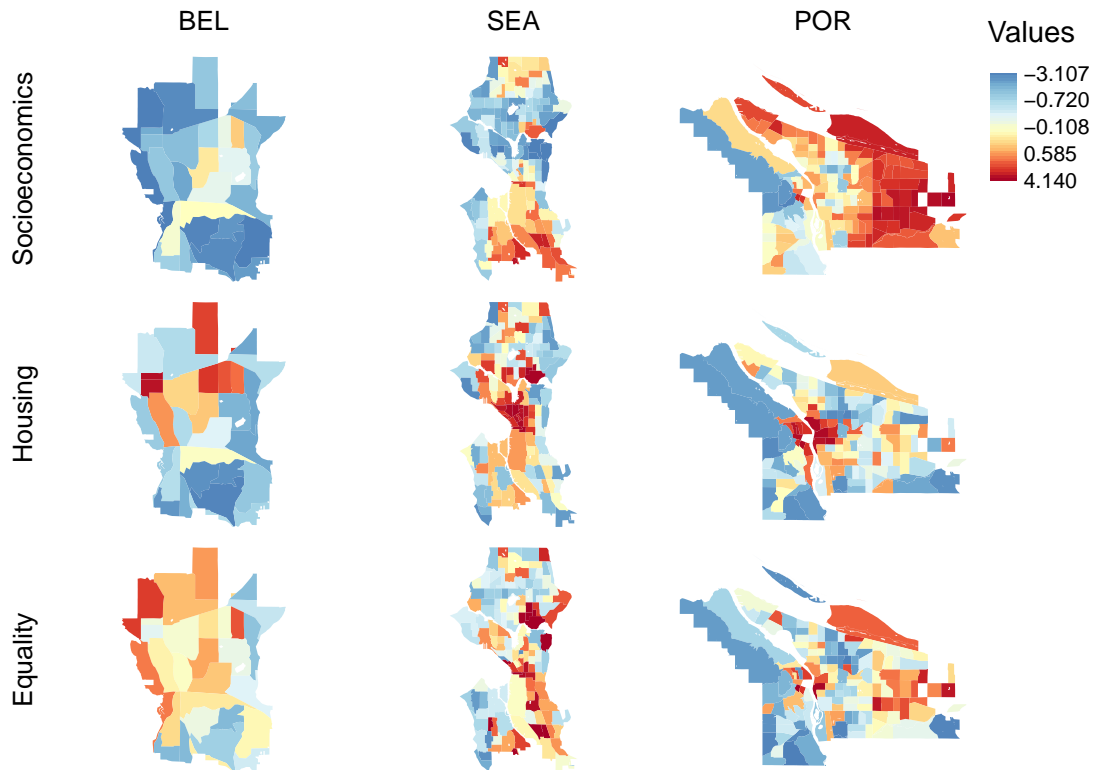 BEL
SEA
POR
Values
−3.107
−0.720
−0.108
0.585
4.140
Socioeconomics
Housing
Equality